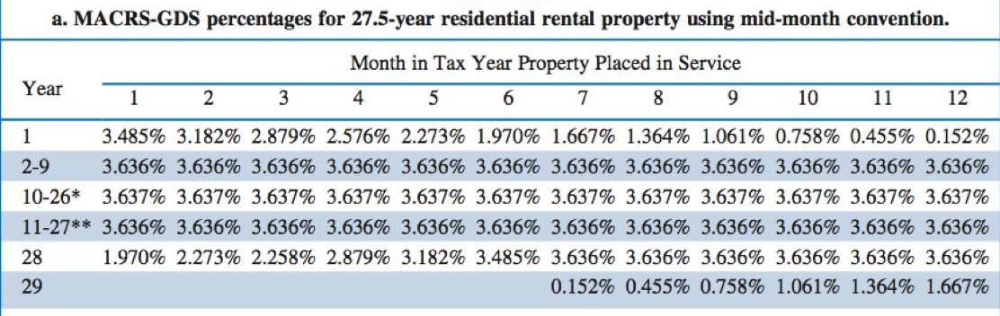 a. MACRS-GDS percentages for 27.5-year residential rental property using mid-month convention.
Month in Tax Year Property Placed in Service
Year
1 2 3 4 5 6 7 8 9 10 11 12
1 3.485% 3.182% 2.879% 2.576% 2.273% 1.970% 1.667% 1.364% 1.061% 0.758% 0.455% 0.152%
2-9 3.636% 3.636% 3.636% 3.636% 3.636% 3.636% 3.636% 3.636% 3.636% 3.636% 3.636% 3.636%
10-26* 3.637% 3.637% 3.637% 3.637% 3.637% 3.637% 3.637% 3.637% 3.637% 3.637% 3.637% 3.637%
11-27** 3.636% 3.636% 3.636% 3.636% 3.636% 3.636% 3.636% 3.636% 3.636% 3.636% 3.636% 3.636%
28 1.970% 2.273% 2.258% 2.879% 3.182% 3.485% 3.636% 3.636% 3.636% 3.636% 3.636% 3.636%
29 0.152% 0.455% 0.758% 1.061% 1.364% 1.667%